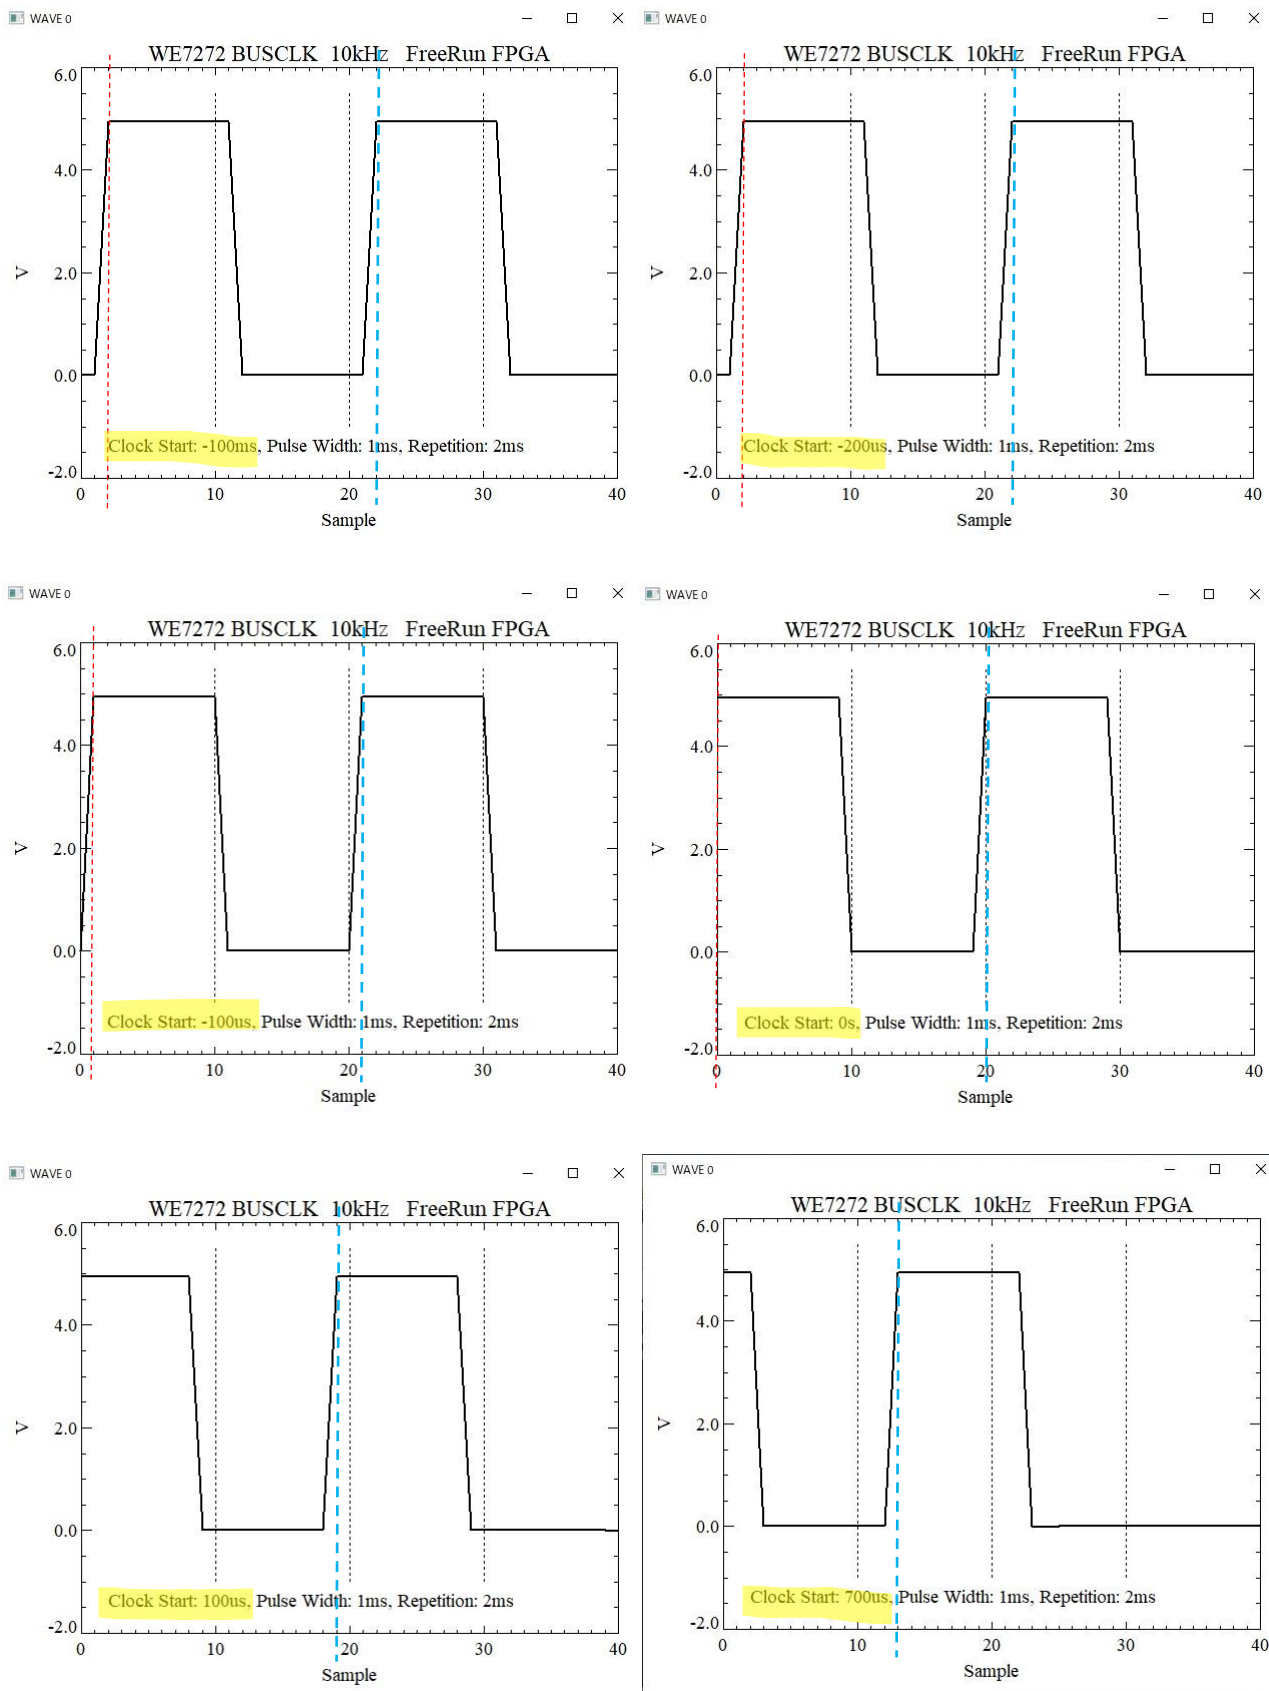 WAVE 0
WE7272 BUSCLK 10kHz FreeRun FPGA
6.0
4.0
2.0
0.0
-2.0
V
Clock Start: -100ms, Pulse Width: 1ms, Repetition: 2ms
0 10 20 30 40
Sample
WAVE 0
WE7272 BUSCLK 10kHz FreeRun FPGA
6.0
4.0
2.0
0.0
-2.0
V
Clock Start: -200us, Pulse Width: 1ms, Repetition: 2ms
0 10 20 30 40
Sample
WAVE 0
WE7272 BUSCLK 10kHz FreeRun FPGA
6.0
4.0
2.0
0.0
-2.0
V
Clock Start: -100us, Pulse Width: 1ms, Repetition: 2ms
0 10 20 30 40
Sample
WAVE 0
WE7272 BUSCLK 10kHz FreeRun FPGA
6.0
4.0
2.0
0.0
-2.0
V
Clock Start: 0s, Pulse Width: 1ms, Repetition: 2ms
0 10 20 30 40
Sample
WAVE 0
WE7272 BUSCLK 10kHz FreeRun FPGA
6.0
4.0
2.0
0.0
-2.0
V
Clock Start: 100us, Pulse Width: 1ms, Repetition: 2ms
0 10 20 30 40
Sample
WAVE 0
WE7272 BUSCLK 10kHz FreeRun FPGA
6.0
4.0
2.0
0.0
-2.0
V
Clock Start: 700us, Pulse Width: 1ms, Repetition: 2ms
0 10 20 30 40
Sample